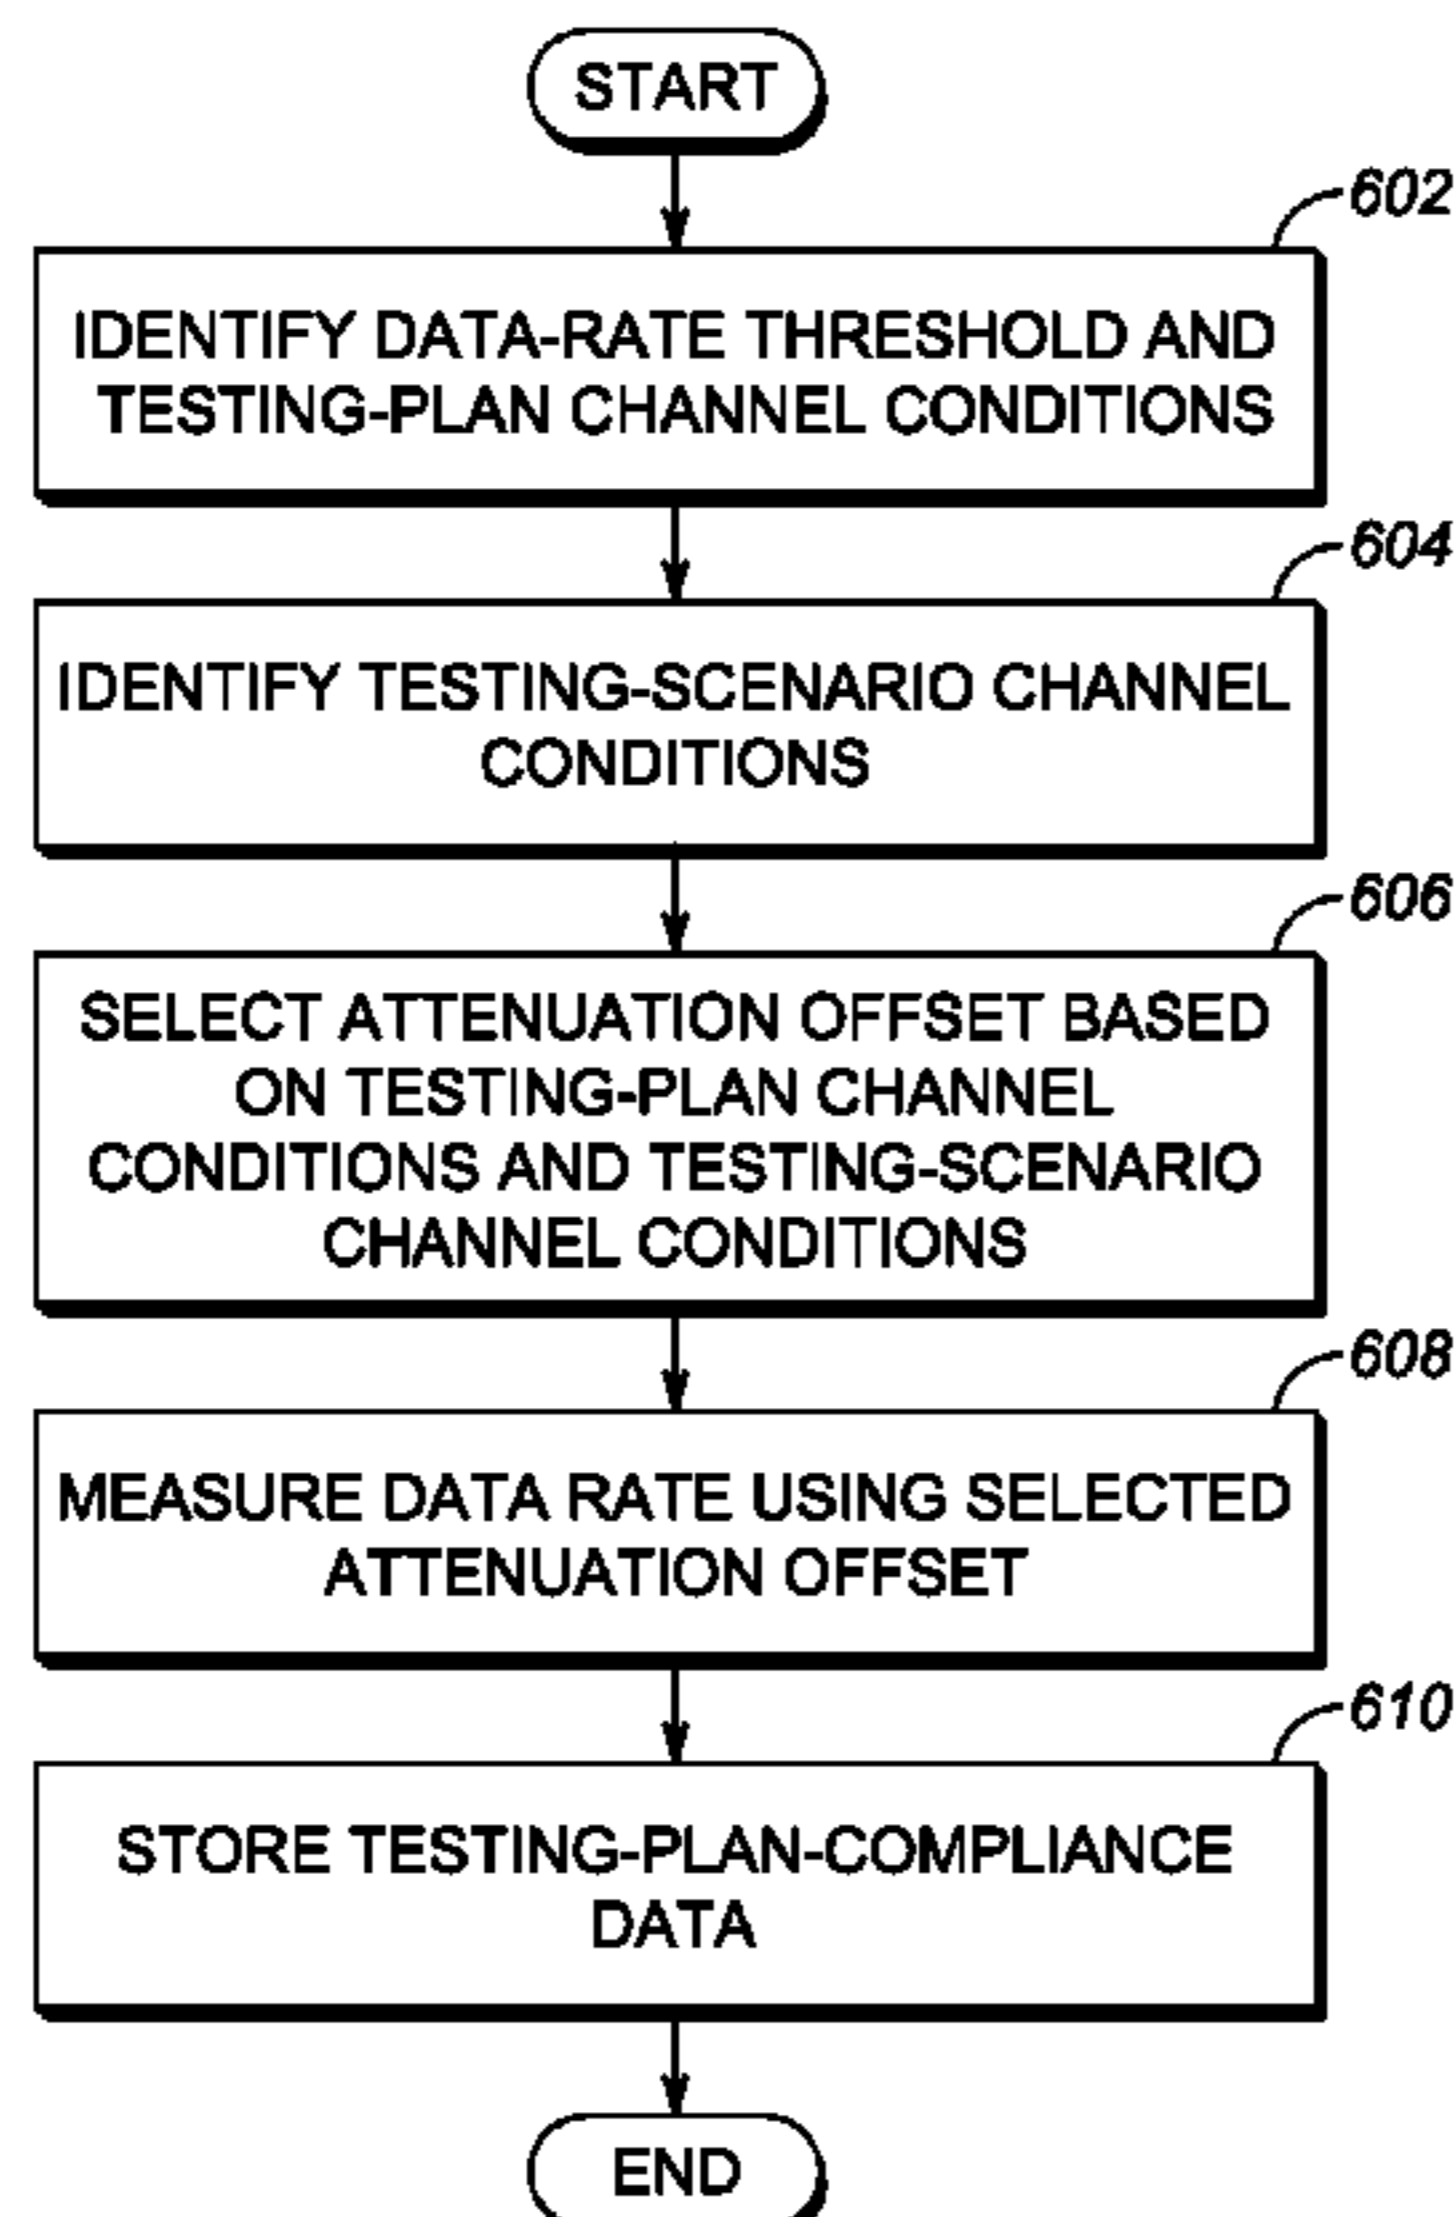 START
602
IDENTIFY DATA-RATE THRESHOLD AND
TESTING-PLAN CHANNEL CONDITIONS
604
IDENTIFY TESTING-SCENARIO CHANNEL
CONDITIONS
606
SELECT ATTENUATION OFFSET BASED
ON TESTING-PLAN CHANNEL
CONDITIONS AND TESTING-SCENARIO
CHANNEL CONDITIONS
608
MEASURE DATA RATE USING SELECTED
ATTENUATION OFFSET
610
STORE TESTING-PLAN-COMPLIANCE
DATA
END